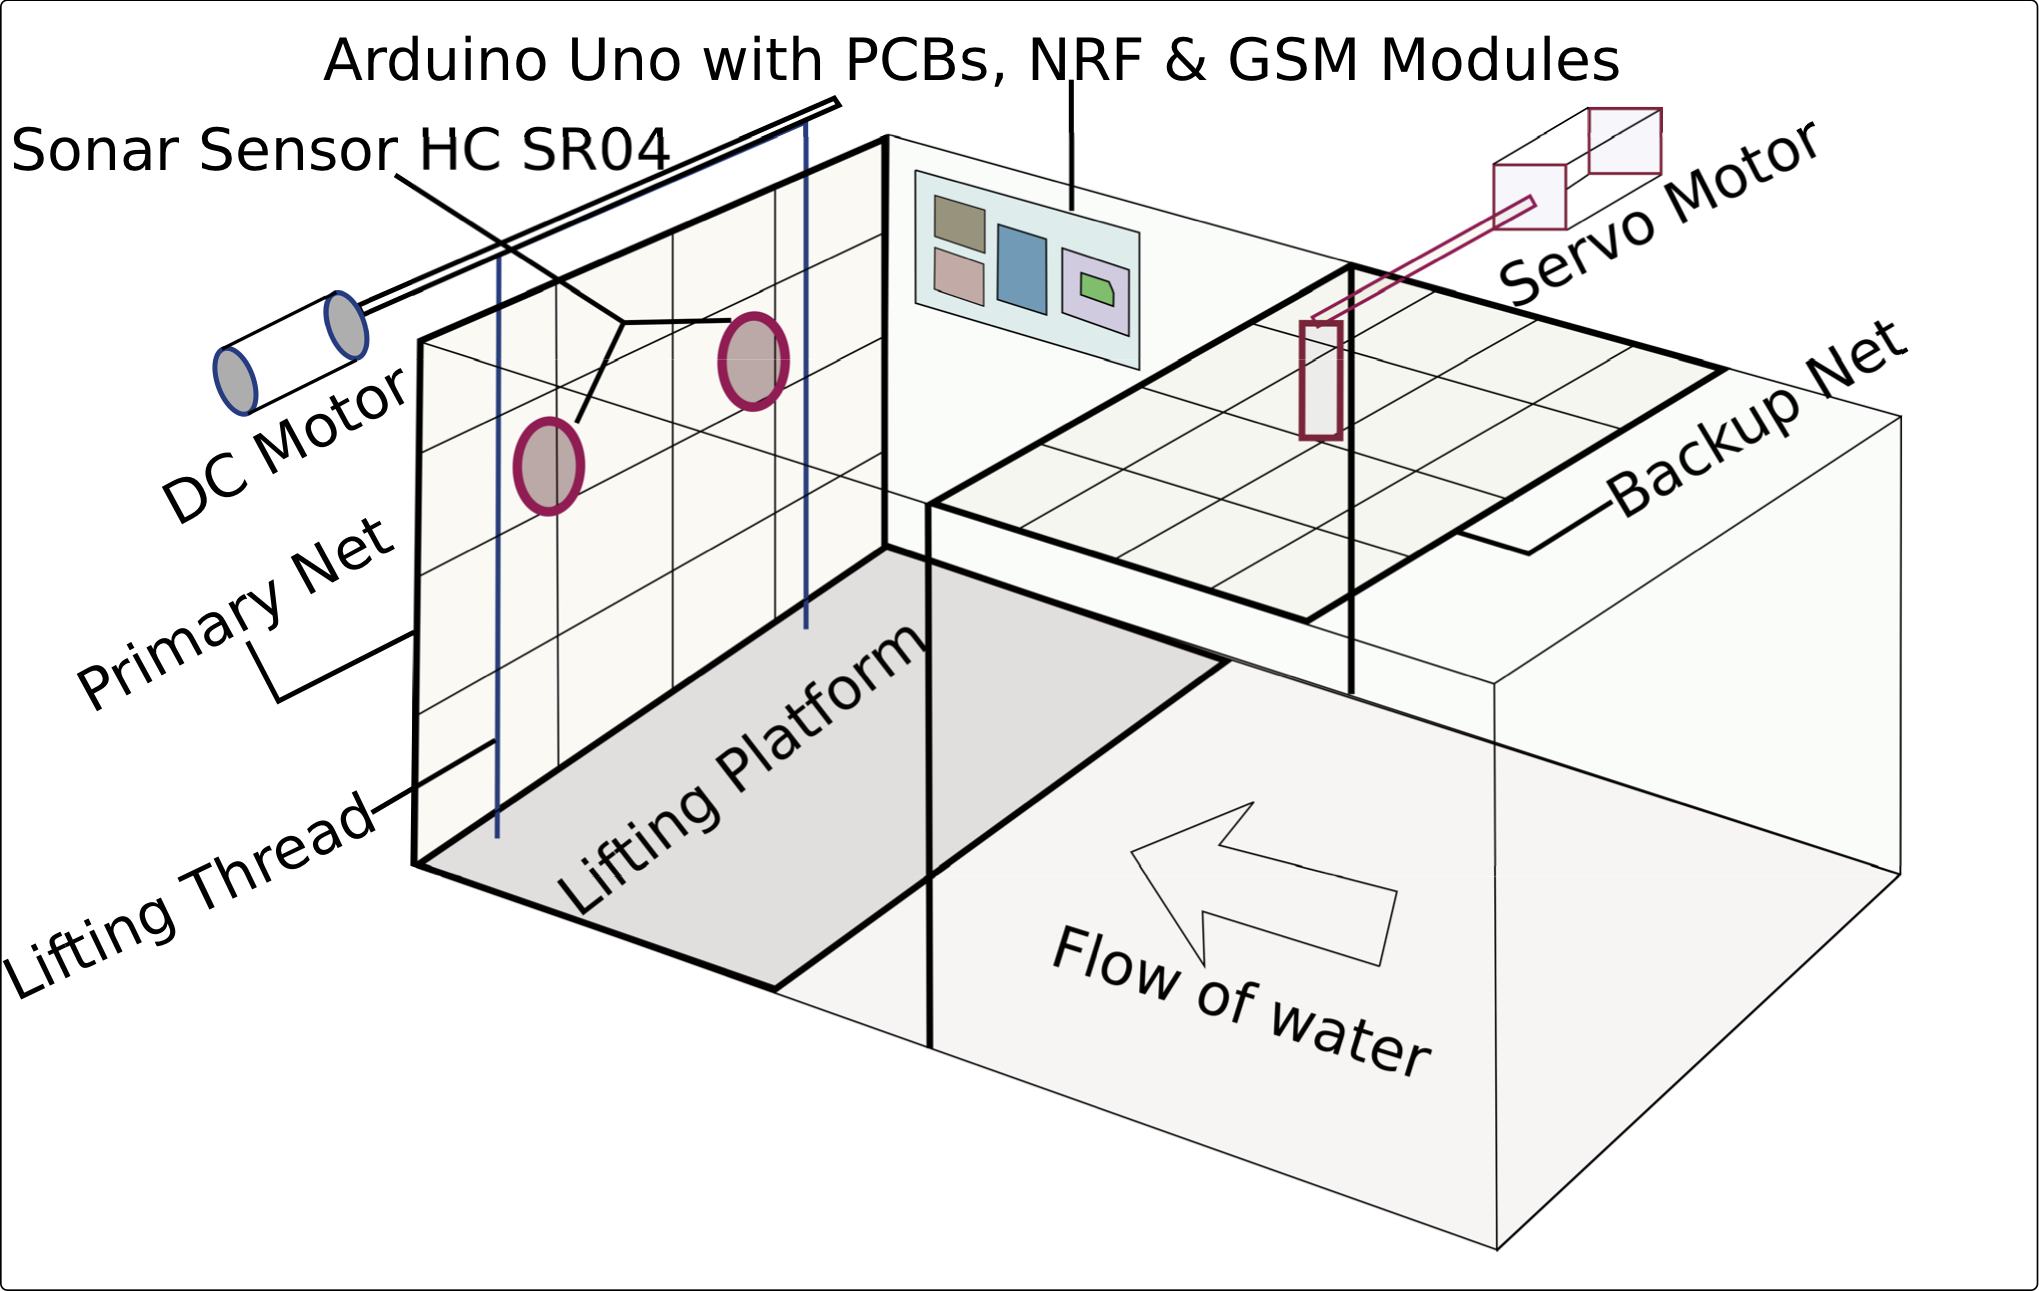 Arduino Uno with PCBs, NRF & GSM Modules
Sonar Sensor HC SR04
Servo Motor
DC Motor
Backup Net
Primary Net
Lifting Platform
Lifting Thread
Flow of water